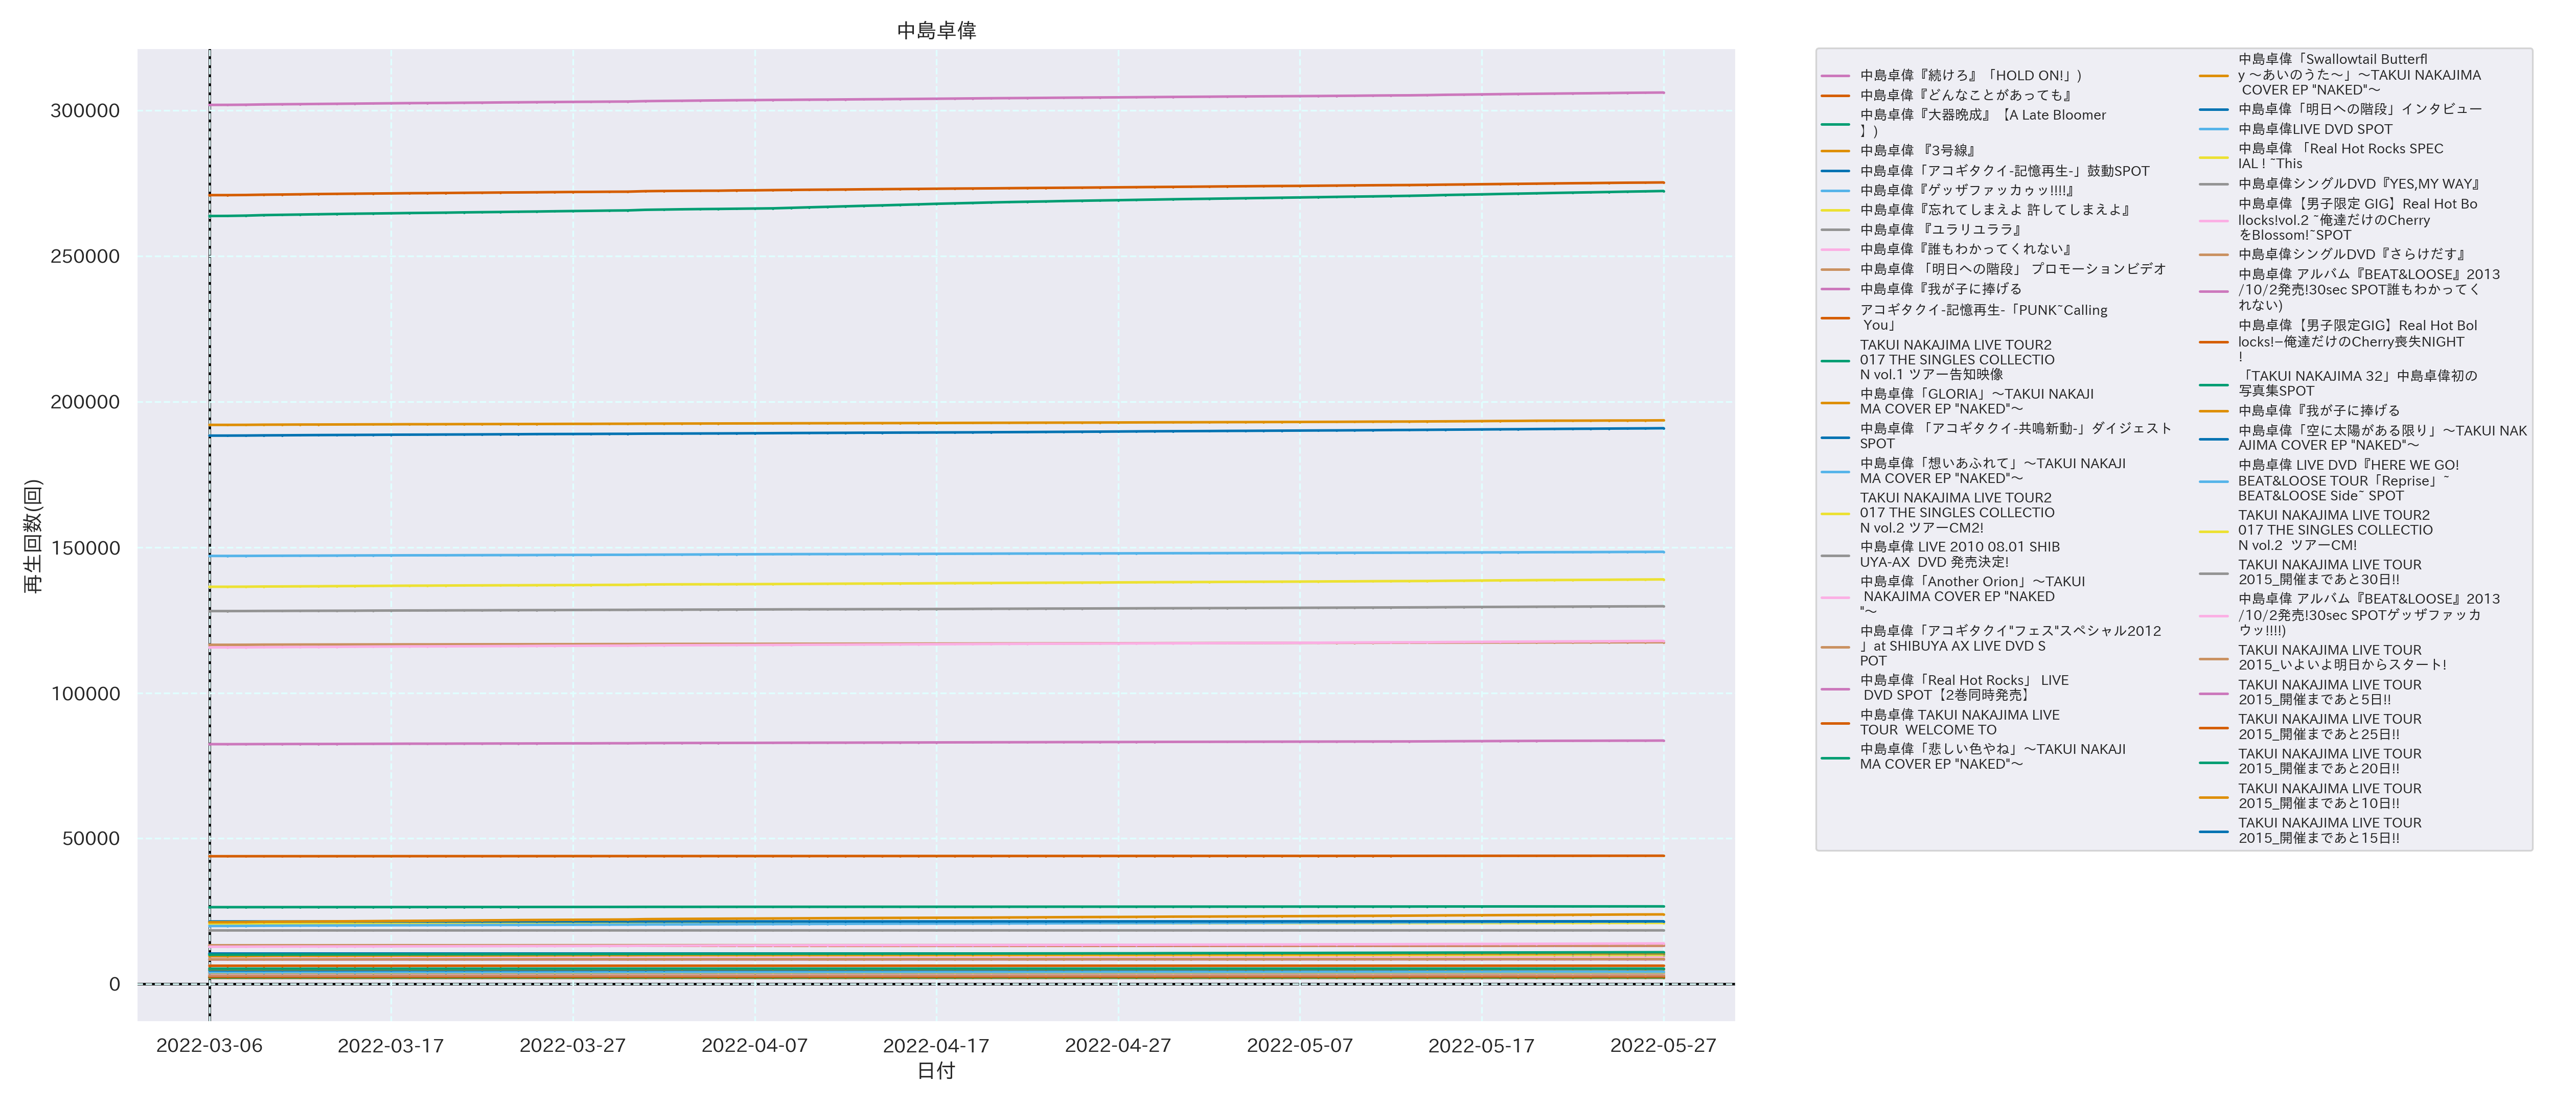 中島卓偉
300000
250000
200000
150000
100000
50000
0
再生回数(回)
2022-03-06
2022-03-17
2022-03-27
2022-04-07
2022-04-17
2022-04-27
2022-05-07
2022-05-17
2022-05-27
日付
中島卓偉『続けろ』「HOLD ON!」)
中島卓偉『どんなことがあっても』
中島卓偉『大器晩成』【A Late Bloomer
】)
中島卓偉 『3号線』
中島卓偉「アコギタクイ-記憶再生-」鼓動SPOT
中島卓偉『ゲッザファッカゥッ!!!!』
中島卓偉『忘れてしまえよ 許してしまえよ』
中島卓偉 『ユラリユララ』
中島卓偉『誰もわかってくれない』
中島卓偉 「明日への階段」 プロモーションビデオ
中島卓偉『我が子に捧げる
アコギタクイ-記憶再生-「PUNK~Calling
You」
TAKUI NAKAJIMA LIVE TOUR2
017 THE SINGLES COLLECTIO
N vol.1 ツアー告知映像
中島卓偉「GLORIA」～TAKUI NAKAJI
MA COVER EP "NAKED"～
中島卓偉 「アコギタクイ-共鳴新動-」ダイジェスト
SPOT
中島卓偉「想いあふれて」～TAKUI NAKAJI
MA COVER EP "NAKED"～
TAKUI NAKAJIMA LIVE TOUR2
017 THE SINGLES COLLECTIO
N vol.2 ツアーCM2!
中島卓偉 LIVE 2010 08.01 SHIB
UYA-AX  DVD 発売決定!
中島卓偉「Another Orion」～TAKUI
NAKAJIMA COVER EP "NAKED
"～
中島卓偉「アコギタクイ"フェス"スペシャル2012
」at SHIBUYA AX LIVE DVD S
POT
中島卓偉「Real Hot Rocks」 LIVE
DVD SPOT【2巻同時発売】
中島卓偉 TAKUI NAKAJIMA LIVE
TOUR  WELCOME TO
中島卓偉「悲しい色やね」～TAKUI NAKAJI
MA COVER EP "NAKED"～
中島卓偉「Swallowtail Butterfl
y ～あいのうた～」～TAKUI NAKAJIMA
COVER EP "NAKED"～
中島卓偉「明日への階段」インタビュー
中島卓偉LIVE DVD SPOT
中島卓偉 「Real Hot Rocks SPEC
IAL ! ~This
中島卓偉シングルDVD『YES,MY WAY』
中島卓偉【男子限定 GIG】Real Hot Bo
llocks!vol.2 ~俺達だけのCherry
をBlossom!~SPOT
中島卓偉シングルDVD『さらけだす』
中島卓偉 アルバム『BEAT&LOOSE』2013
/10/2発売!30sec SPOT誰もわかってく
れない)
中島卓偉【男子限定GIG】Real Hot Bol
locks!−俺達だけのCherry喪失NIGHT
!
「TAKUI NAKAJIMA 32」中島卓偉初の
写真集SPOT
中島卓偉『我が子に捧げる
中島卓偉「空に太陽がある限り」～TAKUI NAK
AJIMA COVER EP "NAKED"～
中島卓偉 LIVE DVD『HERE WE GO!
BEAT&LOOSE TOUR「Reprise」~
BEAT&LOOSE Side~ SPOT
TAKUI NAKAJIMA LIVE TOUR2
017 THE SINGLES COLLECTIO
N vol.2  ツアーCM!
TAKUI NAKAJIMA LIVE TOUR
2015_開催まであと30日!!
中島卓偉 アルバム『BEAT&LOOSE』2013
/10/2発売!30sec SPOTゲッザファッカ
ウッ!!!!)
TAKUI NAKAJIMA LIVE TOUR
2015_いよいよ明日からスタート!
TAKUI NAKAJIMA LIVE TOUR
2015_開催まであと5日!!
TAKUI NAKAJIMA LIVE TOUR
2015_開催まであと25日!!
TAKUI NAKAJIMA LIVE TOUR
2015_開催まであと20日!!
TAKUI NAKAJIMA LIVE TOUR
2015_開催まであと10日!!
TAKUI NAKAJIMA LIVE TOUR
2015_開催まであと15日!!